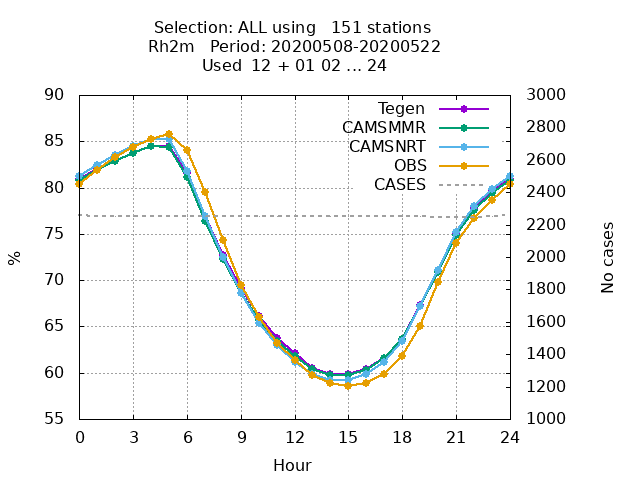 Selection: ALL using   151 stations
Rh2m   Period: 20200508-20200522
Used  12 + 01 02 ... 24
90 3000
Tegen
85 2800
CAMSMMR
CAMSNRT
2600
OBS
80 CASES 2400
2200
75
% 2000 No cases
70
1800
65 1600
1400
60
1200
55 1000
0 3 6 9 12 15 18 21 24
Hour